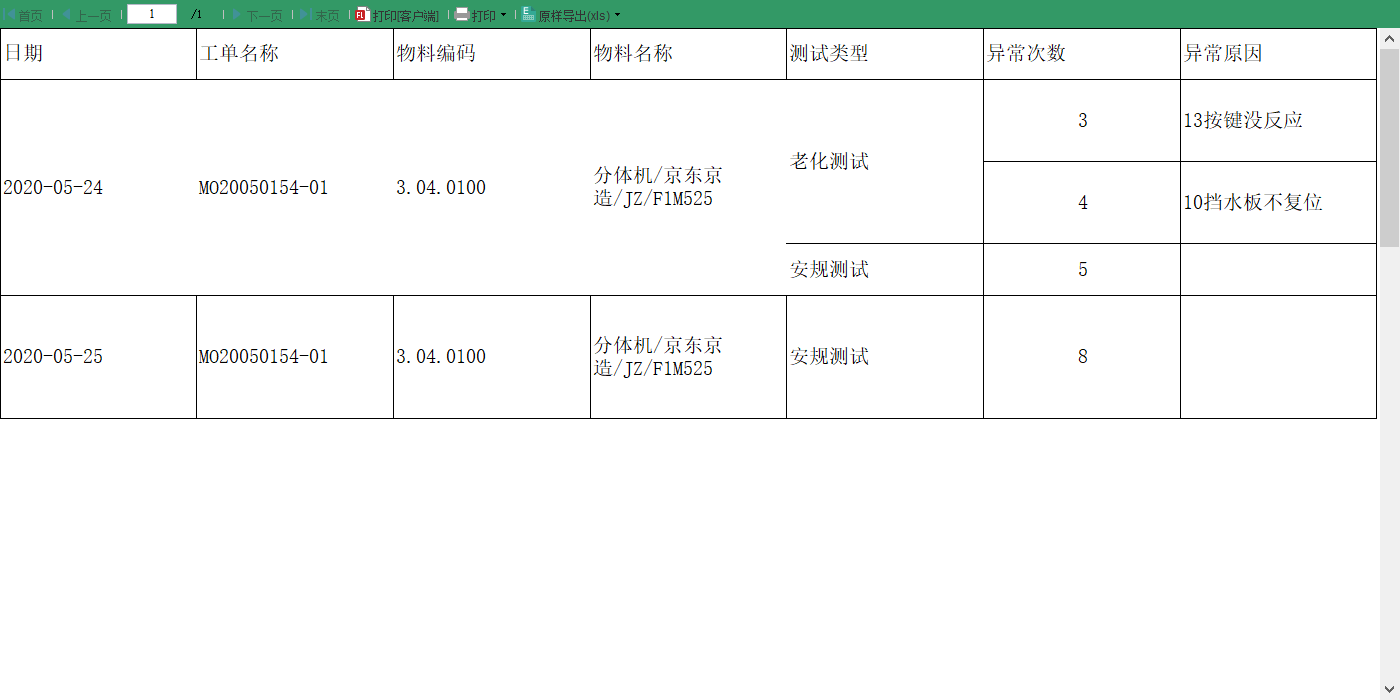 首页 上一页 1 /1 下一页 末页 FL 打印[客户端] 打印 E 原样导出(xls)
日期 工单名称 物料编码 物料名称 测试类型 异常次数 异常原因
2020-05-24 MO20050154-01 3.04.0100
分体机/京东京
造/JZ/F1M525
老化测试
3 13按键没反应
4 10挡水板不复位
安规测试 5
2020-05-25 MO20050154-01 3.04.0100
分体机/京东京
造/JZ/F1M525
安规测试 8